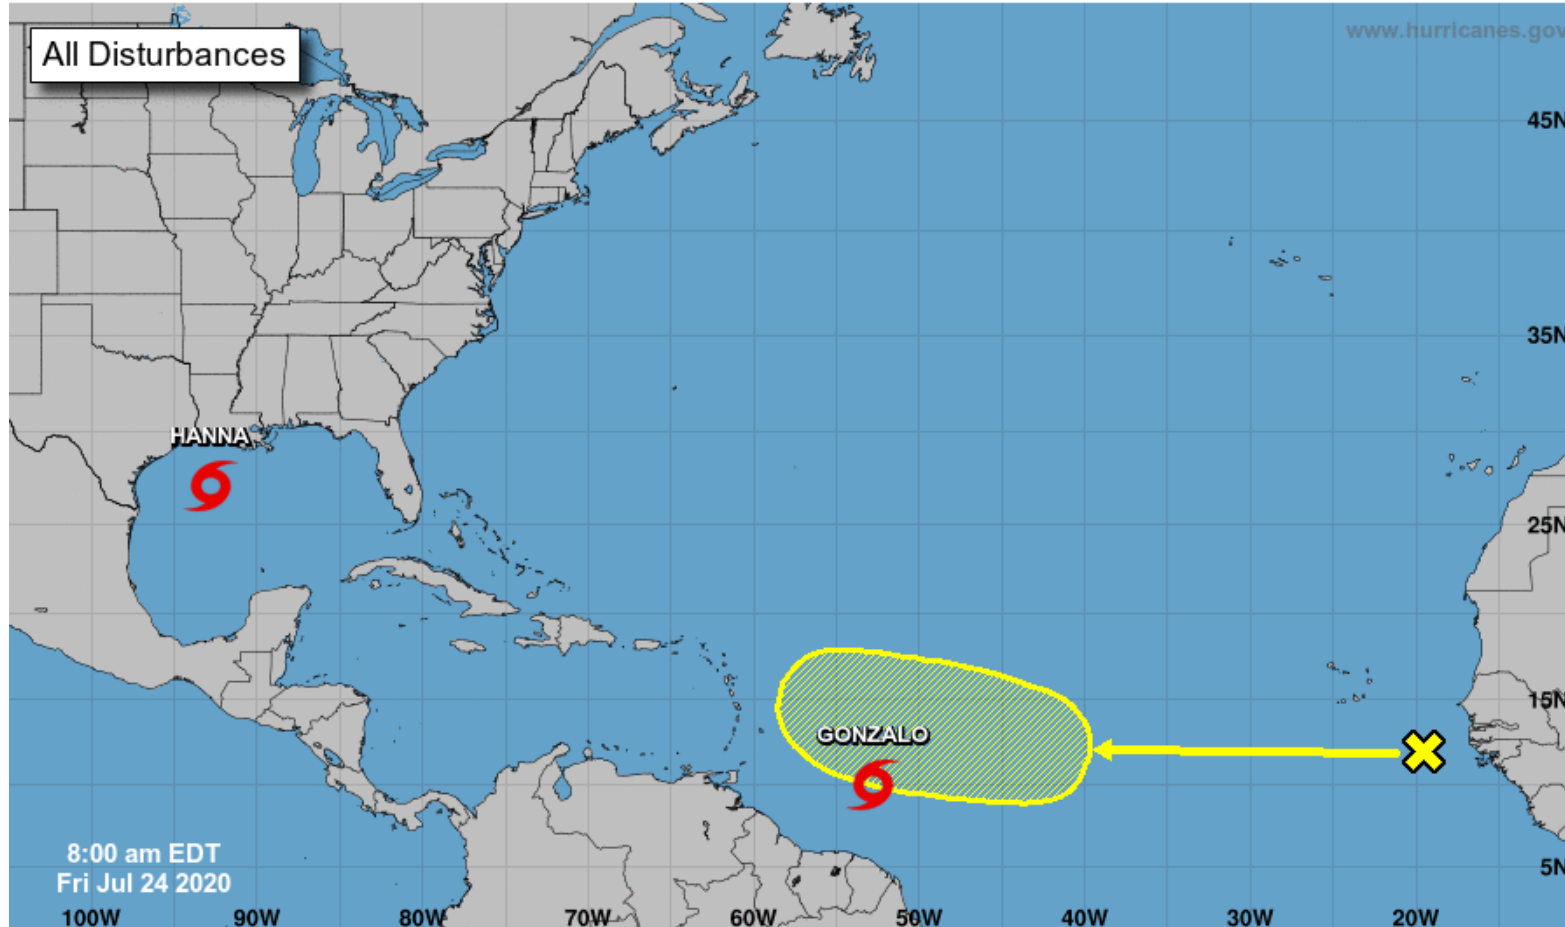 All Disturbances
www.hurricanes.gov
45N
35N
HANNA
25N
15N
GONZALO
8:00 am EDT
Fri Jul 24 2020
5N
100W 90W 80W 70W 60W 50W 40W 30W 20W